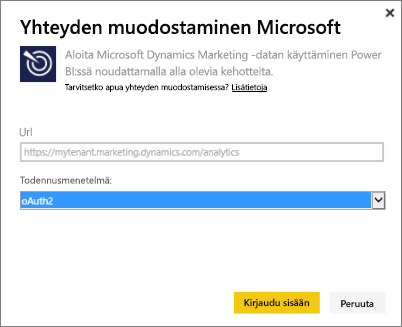 Yhteyden muodostaminen Microsoft
Aloita Microsoft Dynamics Marketing -datan käyttäminen Power
BI:ssä noudattamalla alla olevia kehotteita.
Tarvitsetko apua yhteyden muodostamisessa? Lisätietoja
Url
https://mytenant.marketing.dynamics.com/analytics
Todennusmenetelmä:
oAuth2
Kirjaudu sisään
Peruuta